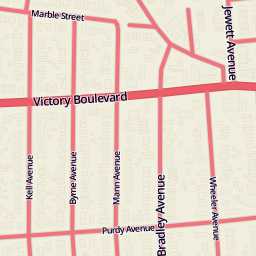 Marble Street
Jewett Avenue
Victory Boulevard
Kell Avenue
Byrne Avenue
Mann Avenue
Bradley Avenue
Wheeler Avenue
Purdy Avenue